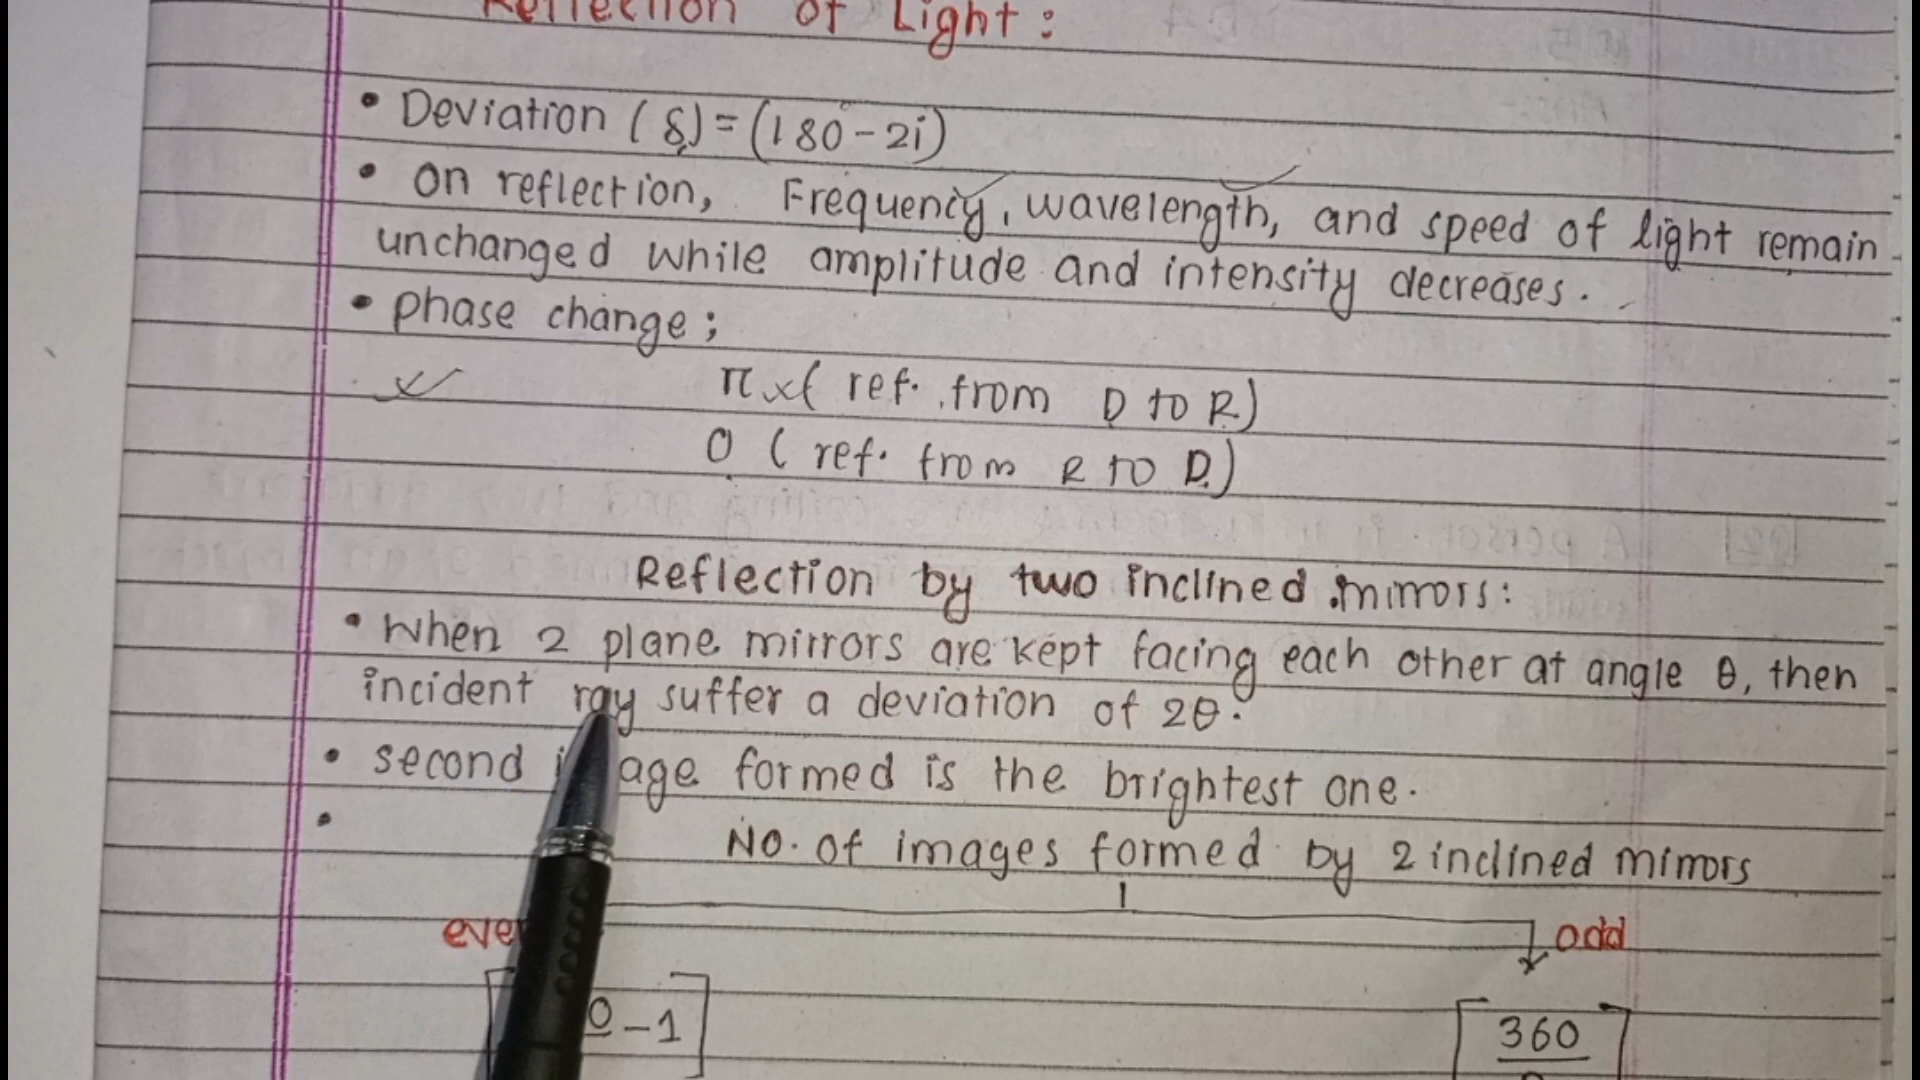 Reflection of Light:
• Deviation (δ) = (180° - 2i)
• on reflection, Frequency, wavelength, and speed of light remain
unchanged while amplitude and intensity decreases.
• phase change;
π (ref. from D to R)
0 (ref. from R to D)
Reflection by two inclined mirrors:
• when 2 plane mirrors are kept facing each other at angle θ, then
incident ray suffer a deviation of 2θ.
• second formed is the brightest one.
•
No. of images formed by 2 inclined mirrors
odd
-1
360